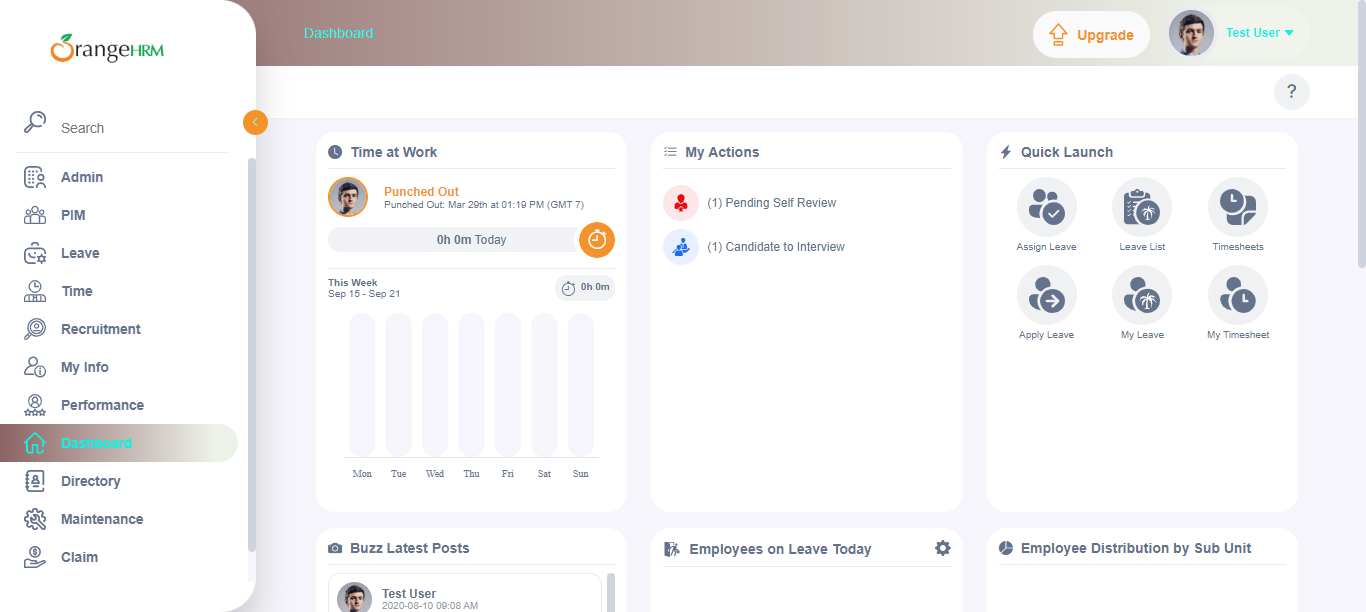 OrangeHRM
Dashboard
Upgrade
Test User
?
Search
Admin
PIM
Leave
Time
Recruitment
My Info
Performance
Dashboard
Directory
Maintenance
Claim
Time at Work
Punched Out
Punched Out: Mar 29th at 01:19 PM (GMT 7)
0h 0m Today
This Week
Sep 15 - Sep 21
0h 0m
Mon Tue Wed Thu Fri Sat Sun
My Actions
(1) Pending Self Review
(1) Candidate to Interview
Quick Launch
Assign Leave Leave List Timesheets
Apply Leave My Leave My Timesheet
Buzz Latest Posts
Test User
2020-08-10 09:08 AM
Employees on Leave Today
Employee Distribution by Sub Unit